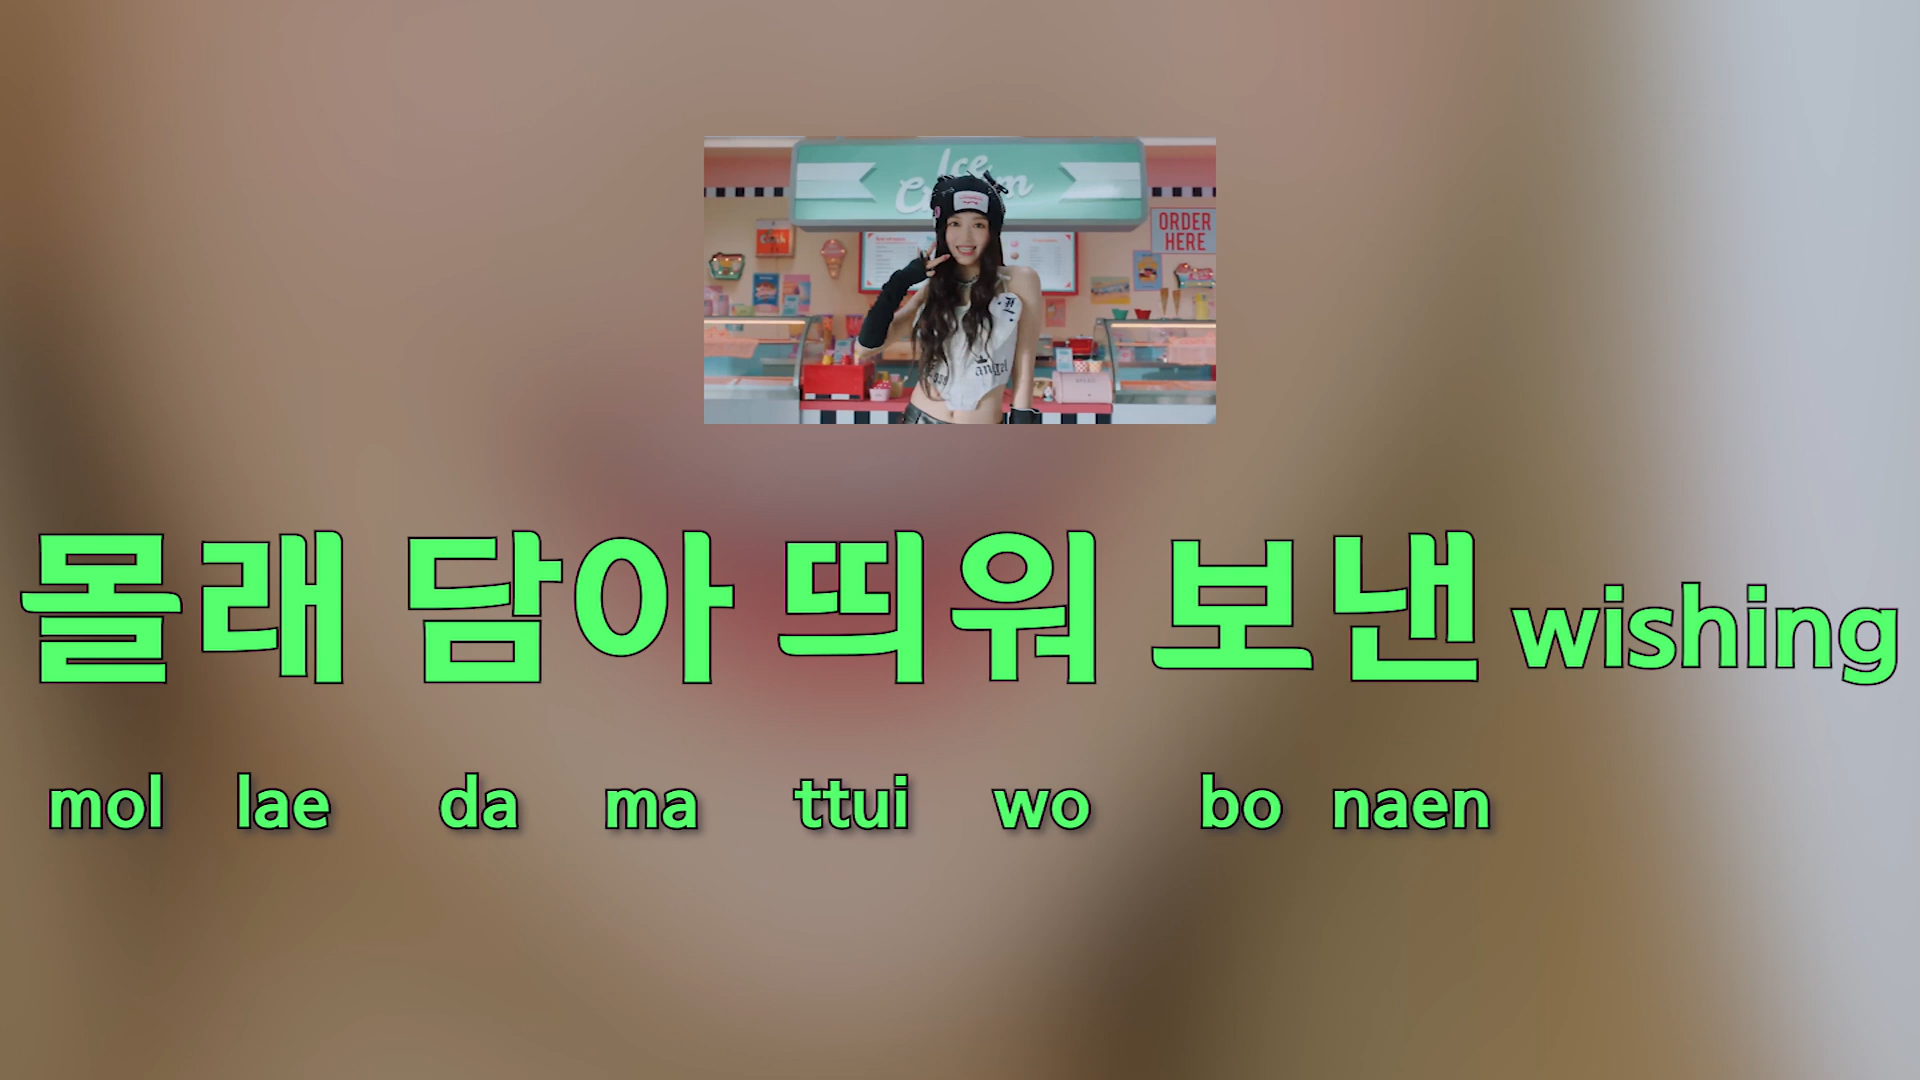 Ice
Cream
ORDER
HERE
angel
몰래 담아 띄워 보낸 wishing
mol lae da ma ttui wo bo naen